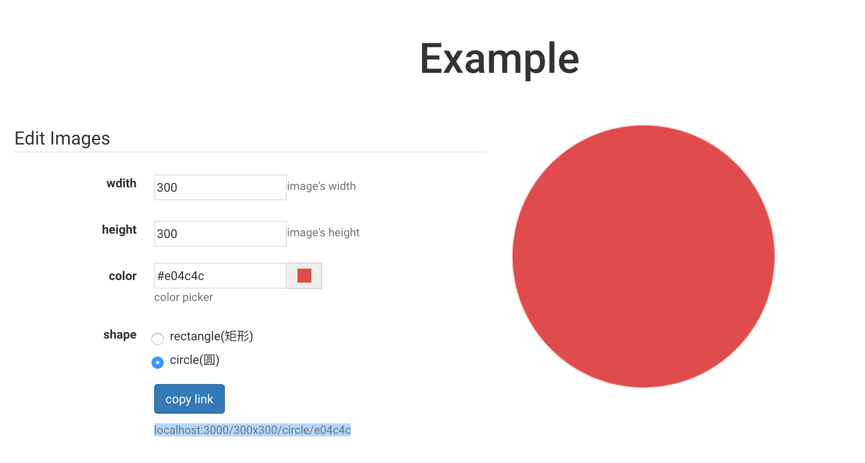 Example
Edit Images
wdith 300 image's width
height 300 image's height
color #e04c4c
color picker
shape rectangle(矩形)
circle(圆)
copy link
localhost:3000/300x300/circle/e04c4c